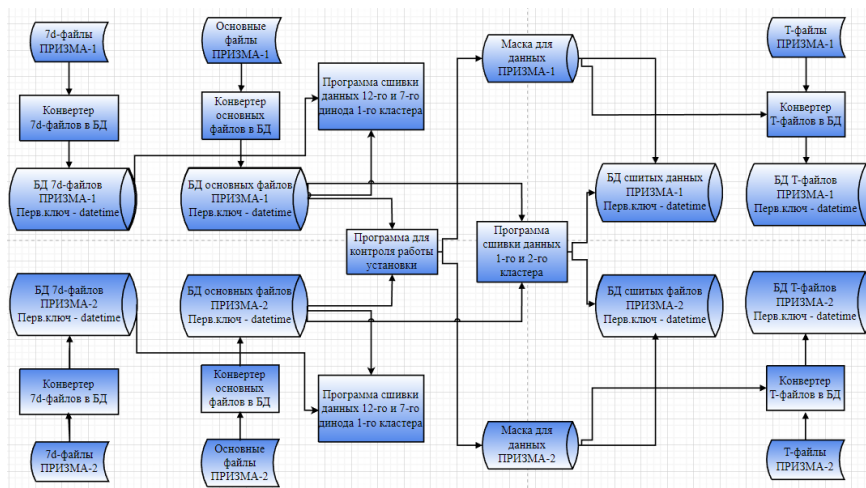 7d-файлы
ПРИЗМА-1
Основные
файлы
ПРИЗМА-1
Маска для
данных
ПРИЗМА-1
Т-файлы
ПРИЗМА-1
Конвертер
7d-файлов в БД
Конвертер
основных
файлов в БД
Программа сшивки
данных 12-го и 7-го
динода 1-го кластера
Конвертер
Т-файлов в БД
БД 7d-файлов
ПРИЗМА-1
Перв.ключ - datetime
БД основных файлов
ПРИЗМА-1
Перв.ключ - datetime
БД сшитых данных
ПРИЗМА-1
Перв.ключ - datetime
БД Т-файлов
ПРИЗМА-1
Перв.ключ - datetime
Программа для
контроля работы
установки
Программа
сшивки данных
1-го и 2-го
кластера
БД 7d-файлов
ПРИЗМА-2
Перв.ключ - datetime
БД основных файлов
ПРИЗМА-2
Перв.ключ - datetime
БД сшитых файлов
ПРИЗМА-2
Перв.ключ - datetime
БД Т-файлов
ПРИЗМА-2
Перв.ключ - datetime
Конвертер
7d-файлов в БД
Конвертер
основных
файлов в БД
Программа сшивки
данных 12-го и 7-го
динода 1-го кластера
Конвертер
Т-файлов в БД
7d-файлы
ПРИЗМА-2
Основные
файлы
ПРИЗМА-2
Маска для
данных
ПРИЗМА-2
Т-файлы
ПРИЗМА-2